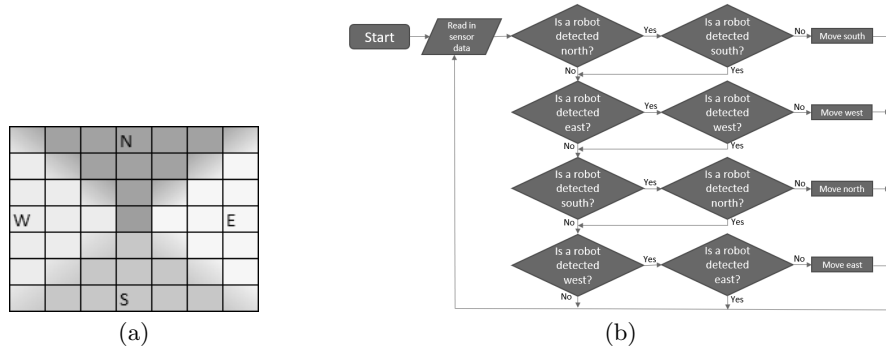 N
W
E
S
(a)
Start
Read in
sensor
data
Is a robot
detected
north?
Yes
Is a robot
detected
south?
No
Move south
No
Yes
Is a robot
detected
east?
Yes
Is a robot
detected
west?
No
Move west
No
Yes
Is a robot
detected
south?
Yes
Is a robot
detected
north?
No
Move north
No
Yes
Is a robot
detected
west?
Yes
Is a robot
detected
east?
No
Move east
No
Yes
(b)